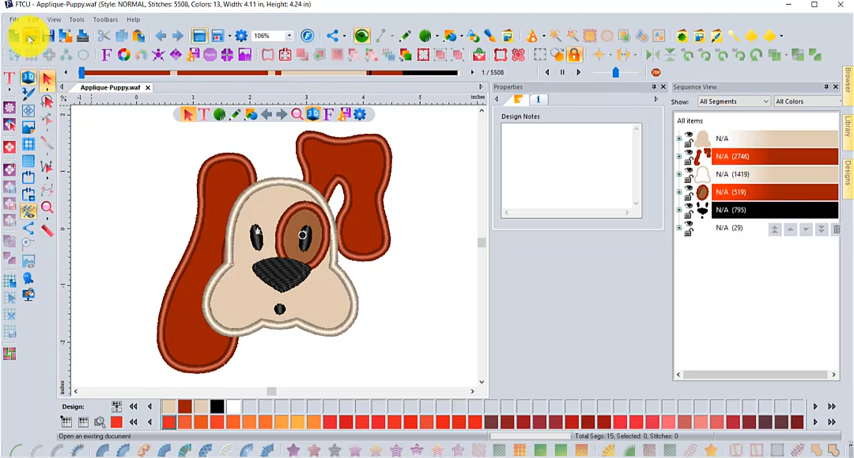 FTCU - Applique-Puppy.waf (Style: NORMAL, Stitches: 5508, Colors: 13, Width: 4.11 in, Height: 4.24 in)
File Edit View Tools Toolbars Help
106%
1 / 5508
Applique-Puppy.waf
inches
Properties
Design Notes
Sequence View
Show: All Segments All Colors
All items
N/A
N/A (2746)
N/A (1419)
N/A (519)
N/A (795)
N/A (29)
Browser
Library
Designs
Design:
Open an existing document
Total Segs: 15, Selected: 0, Stitches: 0